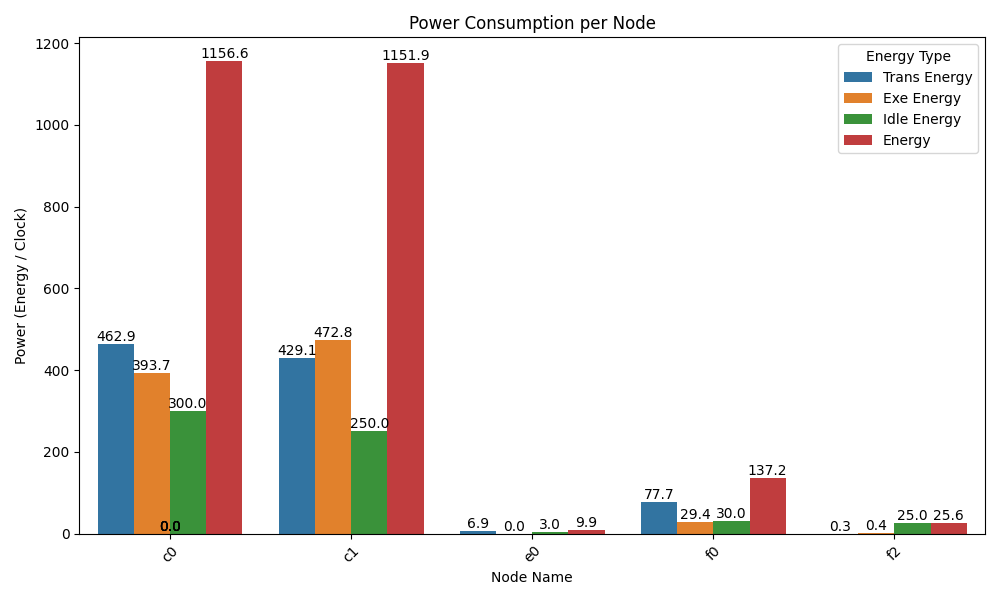 Power Consumption per Node
Energy Type
Trans Energy
Exe Energy
Idle Energy
Energy
Power (Energy / Clock)
1200
1000
800
600
400
200
0
462.9
393.7
300.0
1156.6
0.0
429.1
472.8
250.0
1151.9
6.9
0.0
3.0
9.9
77.7
29.4
30.0
137.2
0.3
0.4
25.0
25.6
c0
c1
e0
f0
f2
Node Name